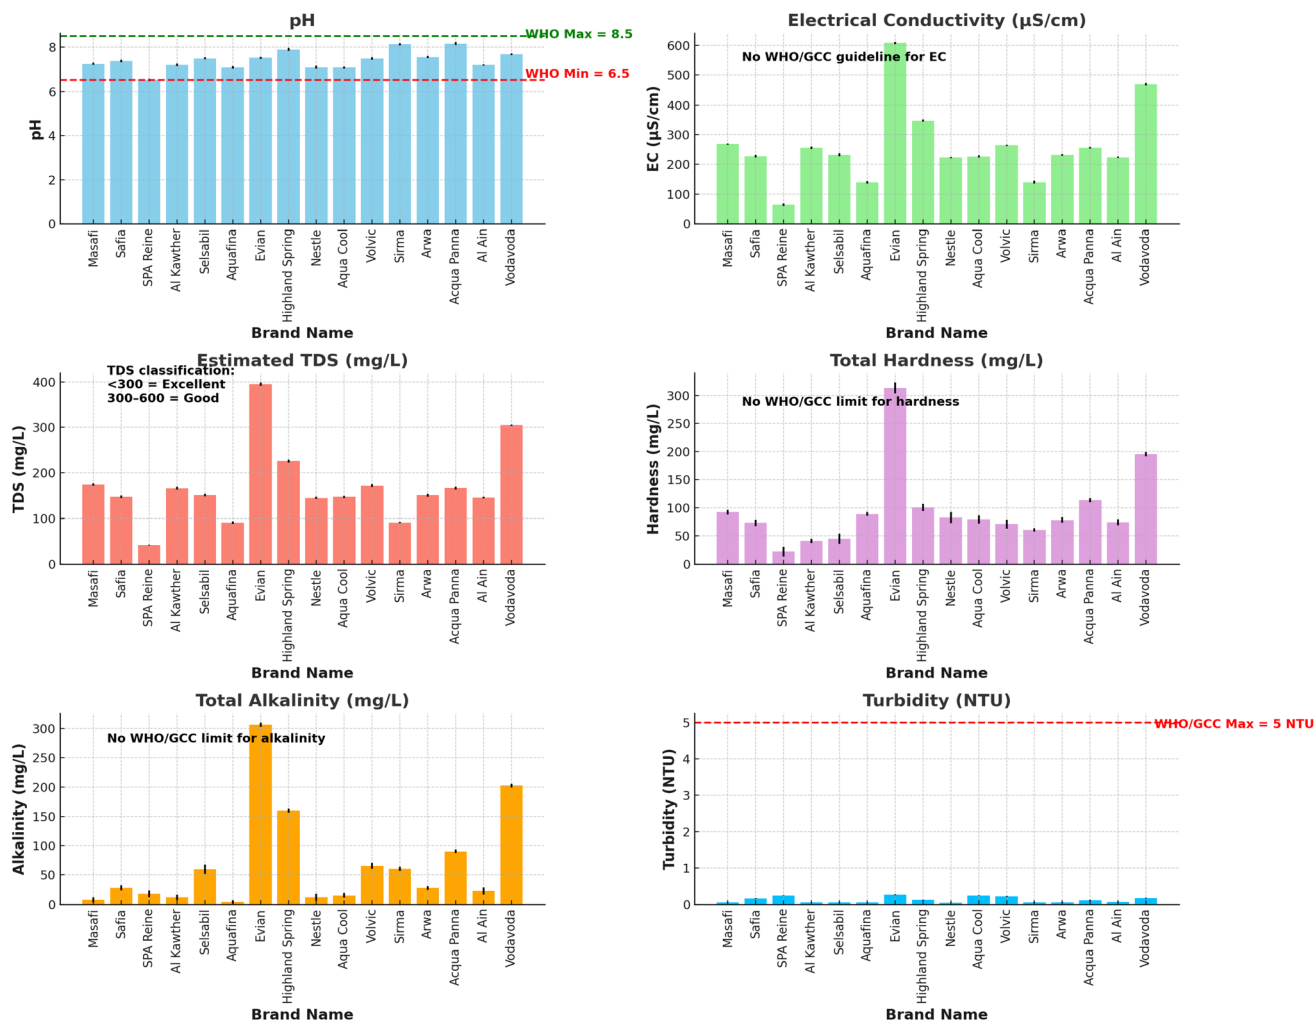 pH
WHO Max = 8.5
WHO Min = 6.5
pH
8
6
4
2
0
Masafi
Safia
SPA Reine
Al Kawther
Selsabil
Aquafina
Evian
Highland Spring
Nestle
Aqua Cool
Volvic
Sirma
Arwa
Acqua Panna
Al Ain
Vodavoda
Brand Name
Electrical Conductivity (µS/cm)
No WHO/GCC guideline for EC
EC (µS/cm)
600
500
400
300
200
100
0
Masafi
Safia
SPA Reine
Al Kawther
Selsabil
Aquafina
Evian
Highland Spring
Nestle
Aqua Cool
Volvic
Sirma
Arwa
Acqua Panna
Al Ain
Vodavoda
Brand Name
Estimated TDS (mg/L)
TDS classification:
<300 = Excellent
300–600 = Good
TDS (mg/L)
400
300
200
100
0
Masafi
Safia
SPA Reine
Al Kawther
Selsabil
Aquafina
Evian
Highland Spring
Nestle
Aqua Cool
Volvic
Sirma
Arwa
Acqua Panna
Al Ain
Vodavoda
Brand Name
Total Hardness (mg/L)
No WHO/GCC limit for hardness
Hardness (mg/L)
300
250
200
150
100
50
0
Masafi
Safia
SPA Reine
Al Kawther
Selsabil
Aquafina
Evian
Highland Spring
Nestle
Aqua Cool
Volvic
Sirma
Arwa
Acqua Panna
Al Ain
Vodavoda
Brand Name
Total Alkalinity (mg/L)
No WHO/GCC limit for alkalinity
Alkalinity (mg/L)
300
250
200
150
100
50
0
Masafi
Safia
SPA Reine
Al Kawther
Selsabil
Aquafina
Evian
Highland Spring
Nestle
Aqua Cool
Volvic
Sirma
Arwa
Acqua Panna
Al Ain
Vodavoda
Brand Name
Turbidity (NTU)
WHO/GCC Max = 5 NTU
Turbidity (NTU)
5
4
3
2
1
0
Masafi
Safia
SPA Reine
Al Kawther
Selsabil
Aquafina
Evian
Highland Spring
Nestle
Aqua Cool
Volvic
Sirma
Arwa
Acqua Panna
Al Ain
Vodavoda
Brand Name